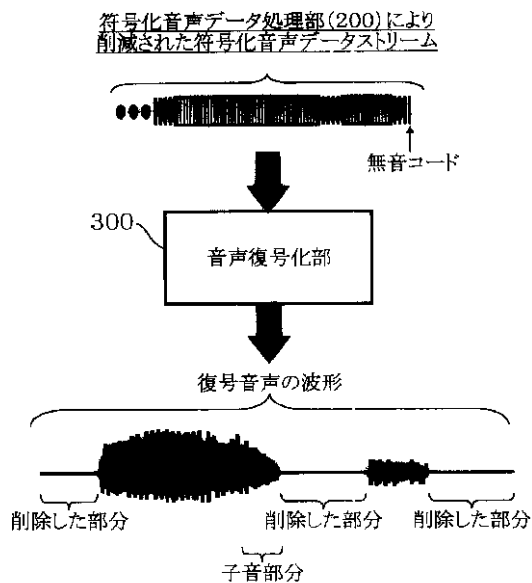 符号化音声データ処理部(200)により
削減された符号化音声データストリーム
無音コード
300
音声復号化部
復号音声の波形
削除した部分
削除した部分
削除した部分
子音部分